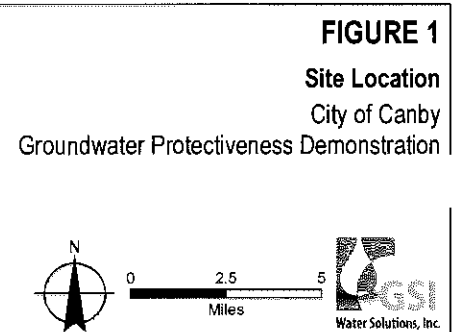 FIGURE 1
Site Location
City of Canby
Groundwater Protectiveness Demonstration
N
0 2.5 5
Miles
GSI
Water Solutions, Inc.